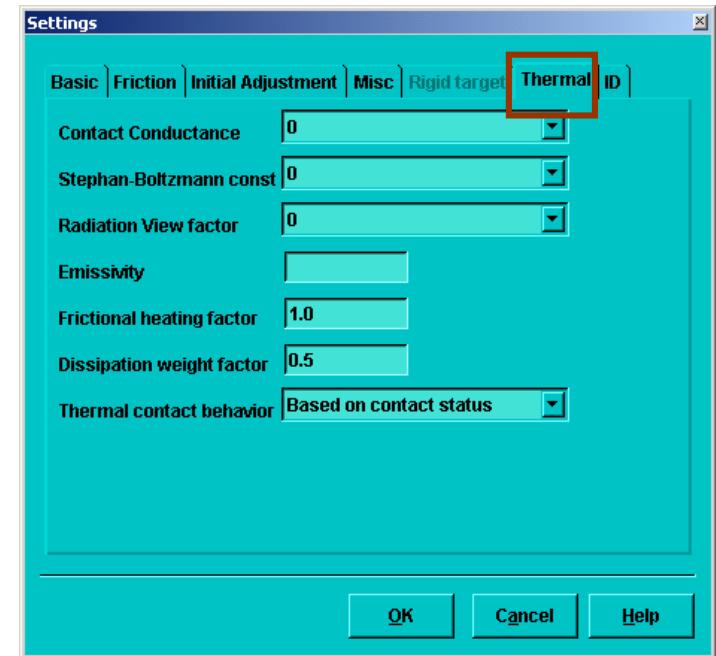 Settings
Basic Friction Initial Adjustment Misc Rigid target Thermal ID
Contact Conductance 0
Stephan-Boltzmann const 0
Radiation View factor 0
Emissivity
Frictional heating factor 1.0
Dissipation weight factor 0.5
Thermal contact behavior Based on contact status
OK Cancel Help